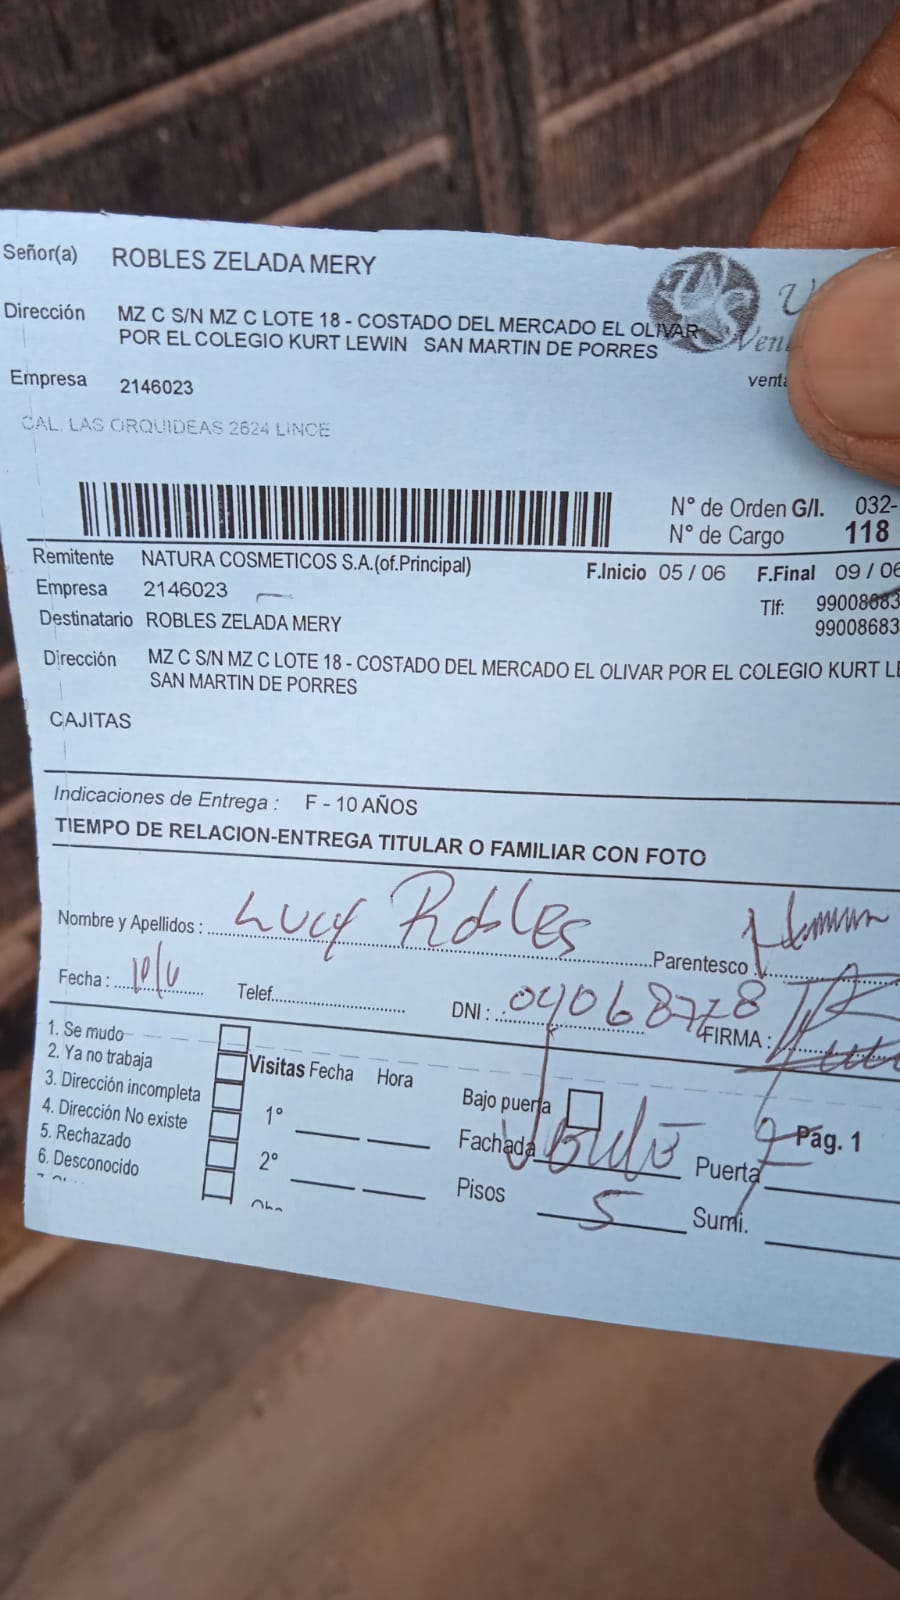 Señor(a) ROBLES ZELADA MERY
Dirección MZ C S/N MZ C LOTE 18 - COSTADO DEL MERCADO EL OLIVAR
POR EL COLEGIO KURT LEWIN SAN MARTIN DE PORRES
Empresa 2146023
CAL. LAS ORQUIDEAS 2624 LINCE
N° de Orden G/I. 032-
N° de Cargo 118
Remitente NATURA COSMETICOS S.A.(of.Principal)
F.Inicio 05 / 06 F.Final 09 / 06
Empresa 2146023
Tlf: 99008683
99008683
Destinatario ROBLES ZELADA MERY
Dirección MZ C S/N MZ C LOTE 18 - COSTADO DEL MERCADO EL OLIVAR POR EL COLEGIO KURT LE
SAN MARTIN DE PORRES
CAJITAS
Indicaciones de Entrega : F - 10 AÑOS
TIEMPO DE RELACION-ENTREGA TITULAR O FAMILIAR CON FOTO
Nombre y Apellidos : Lucy Robles Parentesco :
Fecha : Telef. DNI : 04068778 FIRMA :
1. Se mudo
2. Ya no trabaja
3. Dirección incompleta
4. Dirección No existe
5. Rechazado
6. Desconocido
Visitas Fecha Hora
1°
2°
Bajo puerta
Fachada Puerta
Pág. 1
Pisos 5 Sumi.